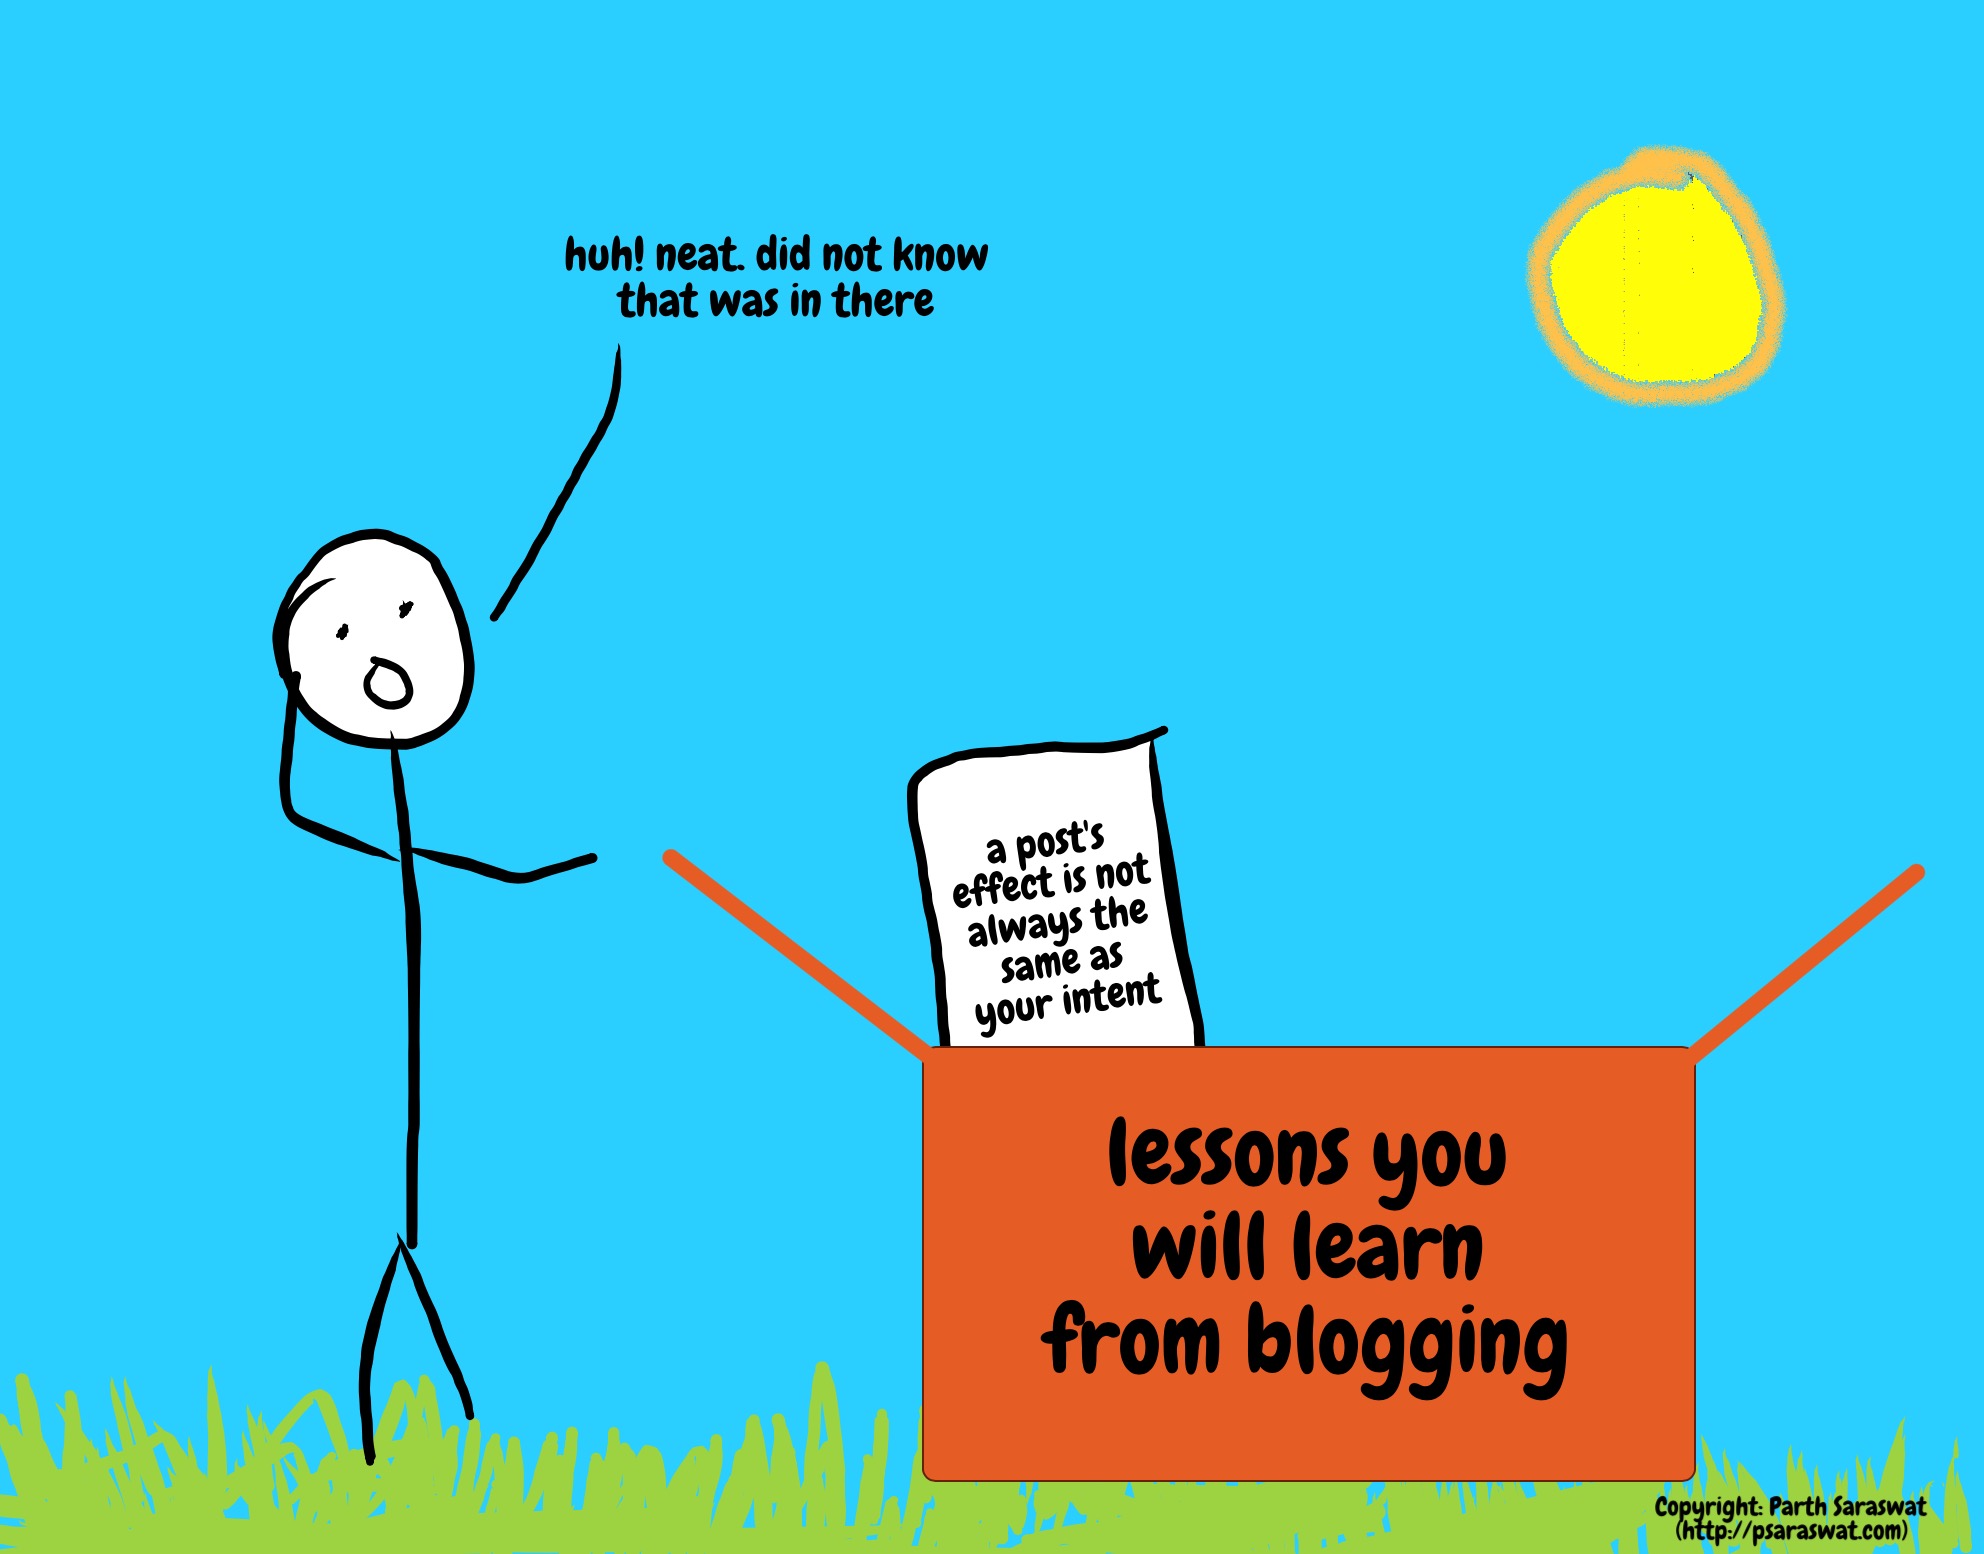 huh! neat. did not know
that was in there
a post's
effect is not
always the
same as
your intent
lessons you
will learn
from blogging
Copyright: Parth Saraswat
(http://psaraswat.com)